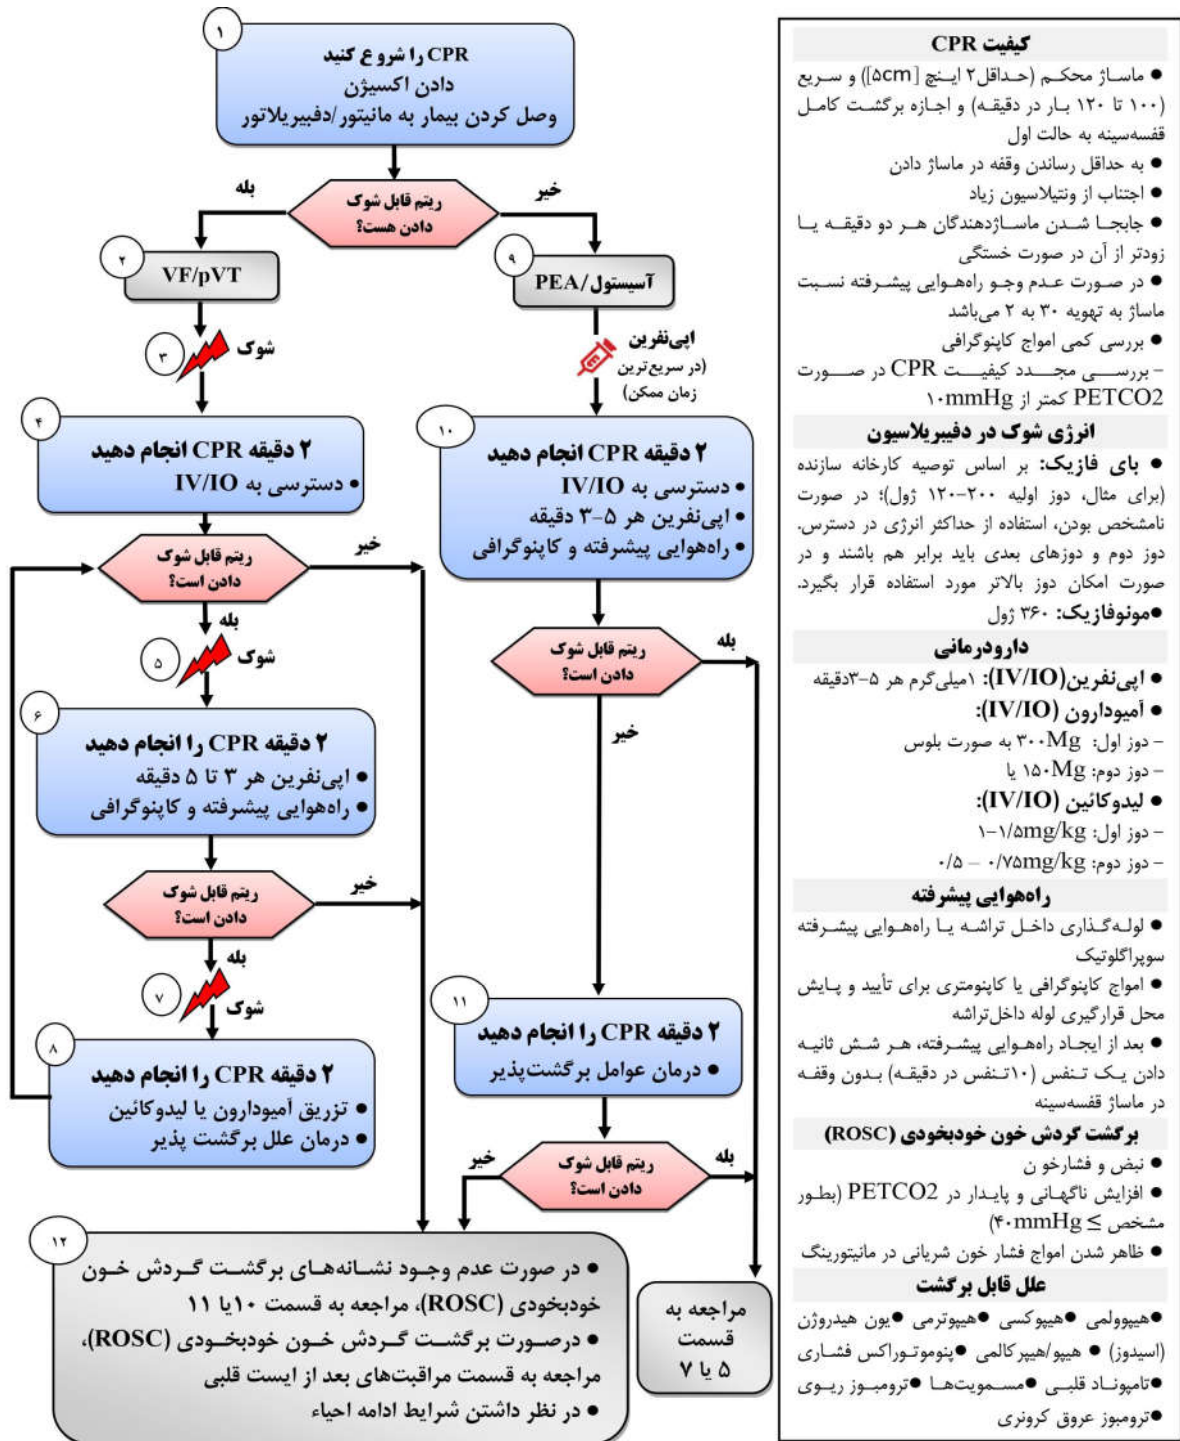 ۱
CPR را شروع کنید
دادن اکسیژن
وصل کردن بیمار به مانیتور/دفبیریلاتور
بله
ریتم قابل شوک
دادن هست؟
خیر
۲
VF/pVT
۳
شوک
۴
۲ دقیقه CPR انجام دهید
● دسترسی به IV/IO
ریتم قابل شوک
دادن است؟
خیر
بله
۵
شوک
۶
۲ دقیقه CPR را انجام دهید
● اپی‌نفرین هر ۳ تا ۵ دقیقه
● راه‌هوایی پیشرفته و کاپنوگرافی
ریتم قابل شوک
دادن است؟
خیر
بله
۷
شوک
۸
۲ دقیقه CPR را انجام دهید
● تزریق آمیودارون یا لیدوکائین
● درمان علل برگشت پذیر
۹
آسیستول/PEA
اپی‌نفرین
(در سریع‌ترین
زمان ممکن)
۱۰
۲ دقیقه CPR انجام دهید
● دسترسی به IV/IO
● اپی‌نفرین هر ۵-۳ دقیقه
● راه‌هوایی پیشرفته و کاپنوگرافی
ریتم قابل شوک
دادن است؟
بله
خیر
۱۱
۲ دقیقه CPR را انجام دهید
● درمان عوامل برگشت‌پذیر
ریتم قابل شوک
دادن است؟
بله
خیر
۱۲
● در صورت عدم وجود نشانه‌های برگشت گردش خون
خودبخودی (ROSC)، مراجعه به قسمت ۱۰یا ۱۱
● درصورت برگشت گردش خون خودبخودی (ROSC)،
مراجعه به قسمت مراقبت‌های بعد از ایست قلبی
● در نظر داشتن شرایط ادامه احیاء
مراجعه به
قسمت
۵ یا ۷
کیفیت CPR
● ماساژ محکم (حداقل۲ اینچ [۵cm]) و سریع
(۱۰۰ تا ۱۲۰ بار در دقیقه) و اجازه برگشت کامل
قفسه‌سینه به حالت اول
● به حداقل رساندن وقفه در ماساژ دادن
● اجتناب از ونتیلاسیون زیاد
● جابجا شدن ماساژدهندگان هر دو دقیقه یا
زودتر از آن در صورت خستگی
● در صورت عدم وجو راه‌هوایی پیشرفته نسبت
ماساژ به تهویه ۳۰ به ۲ می‌باشد
● بررسی کمی امواج کاپنوگرافی
- بررسی مجدد کیفیت CPR در صورت
PETCO2 کمتر از ۱۰mmHg
انرژی شوک در دفیبریلاسیون
● بای فازیک: بر اساس توصیه کارخانه سازنده
(برای مثال، دوز اولیه ۲۰۰-۱۲۰ ژول)؛ در صورت
نامشخص بودن، استفاده از حداکثر انرژی در دسترس.
دوز دوم و دوزهای بعدی باید برابر هم باشند و در
صورت امکان دوز بالاتر مورد استفاده قرار بگیرد.
●مونوفازیک: ۳۶۰ ژول
دارودرمانی
● اپی‌نفرین(IV/IO): ۱میلی‌گرم هر ۵-۳دقیقه
● آمیودارون (IV/IO):
- دوز اول: ۳۰۰Mg به صورت بلوس
- دوز دوم: ۱۵۰Mg یا
● لیدوکائین (IV/IO):
- دوز اول: ۱-۱/۵mg/kg
- دوز دوم: ۰/۵ – ۰/۷۵mg/kg
راه‌هوایی پیشرفته
● لوله‌گذاری داخل تراشه یا راه‌هوایی پیشرفته
سوپراگلوتیک
● امواج کاپنوگرافی یا کاپنومتری برای تأیید و پایش
محل قرارگیری لوله داخل‌تراشه
● بعد از ایجاد راه‌هوایی پیشرفته، هر شش ثانیه
دادن یک تنفس (۱۰تنفس در دقیقه) بدون وقفه
در ماساژ قفسه‌سینه
برگشت گردش خون خودبخودی (ROSC)
● نبض و فشارخو ن
● افزایش ناگهانی و پایدار در PETCO2 (بطور
مشخص ≥ ۴۰mmHg)
● ظاهر شدن امواج فشار خون شریانی در مانیتورینگ
علل قابل برگشت
●هیپوولمی ●هیپوکسی ●هیپوترمی ●یون هیدروژن
(اسیدوز) ● هیپو/هیپرکالمی ●پنوموتوراکس فشاری
●تامپوناد قلبی ●مسمویت‌ها ●ترومبوز ریوی
●ترومبوز عروق کرونری